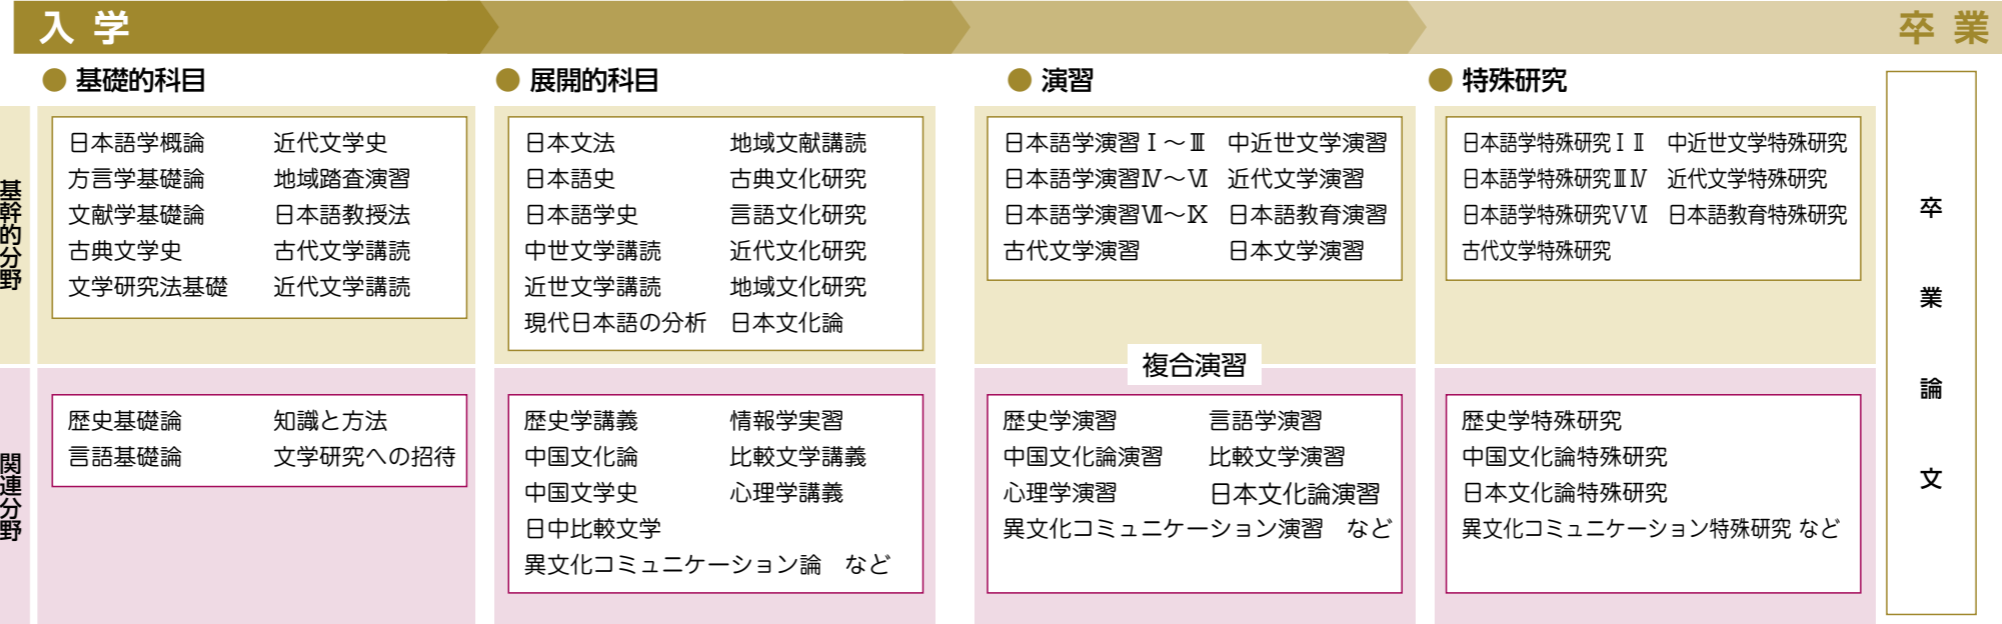 入学
卒業
基礎的科目
展開的科目
演習
特殊研究
基幹的分野
日本語学概論 近代文学史
方言学基礎論 地域踏査演習
文献学基礎論 日本語教授法
古典文学史 古代文学講読
文学研究法基礎 近代文学講読
日本文法 地域文献講読
日本語史 古典文化研究
日本語学史 言語文化研究
中世文学講読 近代文化研究
近世文学講読 地域文化研究
現代日本語の分析 日本文化論
日本語学演習Ⅰ～Ⅲ 中近世文学演習
日本語学演習Ⅳ～Ⅵ 近代文学演習
日本語学演習Ⅶ～Ⅸ 日本語教育演習
古代文学演習 日本文学演習
日本語学特殊研究ⅠⅡ 中近世文学特殊研究
日本語学特殊研究ⅢⅣ 近代文学特殊研究
日本語学特殊研究ⅤⅥ 日本語教育特殊研究
古代文学特殊研究
複合演習
関連分野
歴史基礎論 知識と方法
言語基礎論 文学研究への招待
歴史学講義 情報学実習
中国文化論 比較文学講義
中国文学史 心理学講義
日中比較文学
異文化コミュニケーション論 など
歴史学演習 言語学演習
中国文化論演習 比較文学演習
心理学演習 日本文化論演習
異文化コミュニケーション演習 など
歴史学特殊研究
中国文化論特殊研究
日本文化論特殊研究
異文化コミュニケーション特殊研究 など
卒業論文